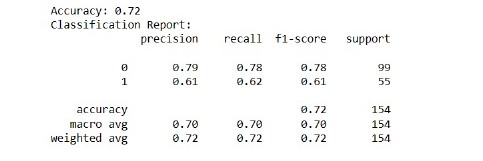 Accuracy: 0.72
Classification Report:
precision recall f1-score support
0 0.79 0.78 0.78 99
1 0.61 0.62 0.61 55
accuracy 0.72 154
macro avg 0.70 0.70 0.70 154
weighted avg 0.72 0.72 0.72 154